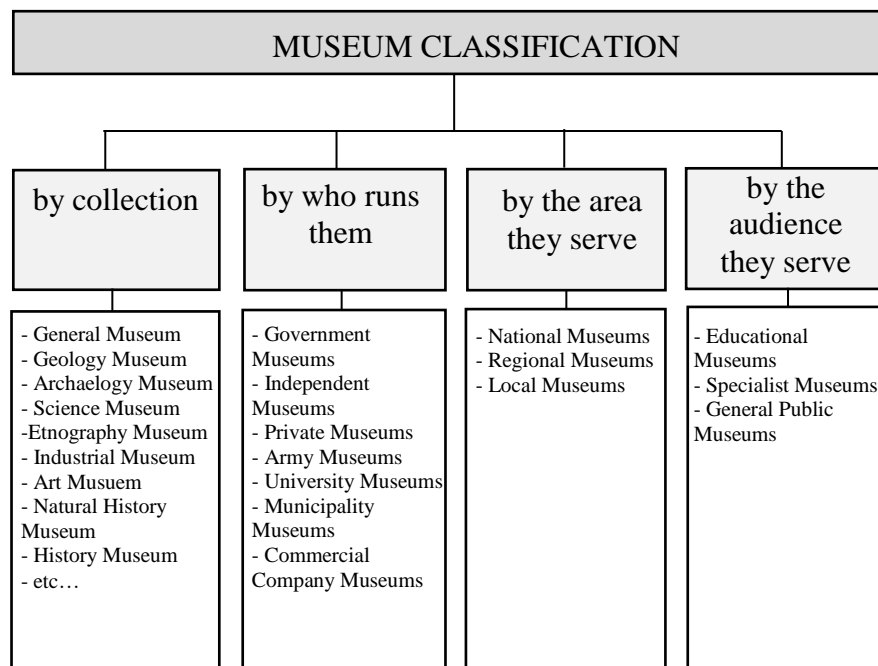 MUSEUM CLASSIFICATION
by collection
by who runs
them
by the area
they serve
by the
audience
they serve
- General Museum
- Geology Museum
- Archaelogy Museum
- Science Museum
-Etnography Museum
- Industrial Museum
- Art Musuem
- Natural History
Museum
- History Museum
- etc…
- Government
Museums
- Independent
Museums
- Private Museums
- Army Museums
- University Museums
- Municipality
Museums
- Commercial
Company Museums
- National Museums
- Regional Museums
- Local Museums
- Educational
Museums
- Specialist Museums
- General Public
Museums